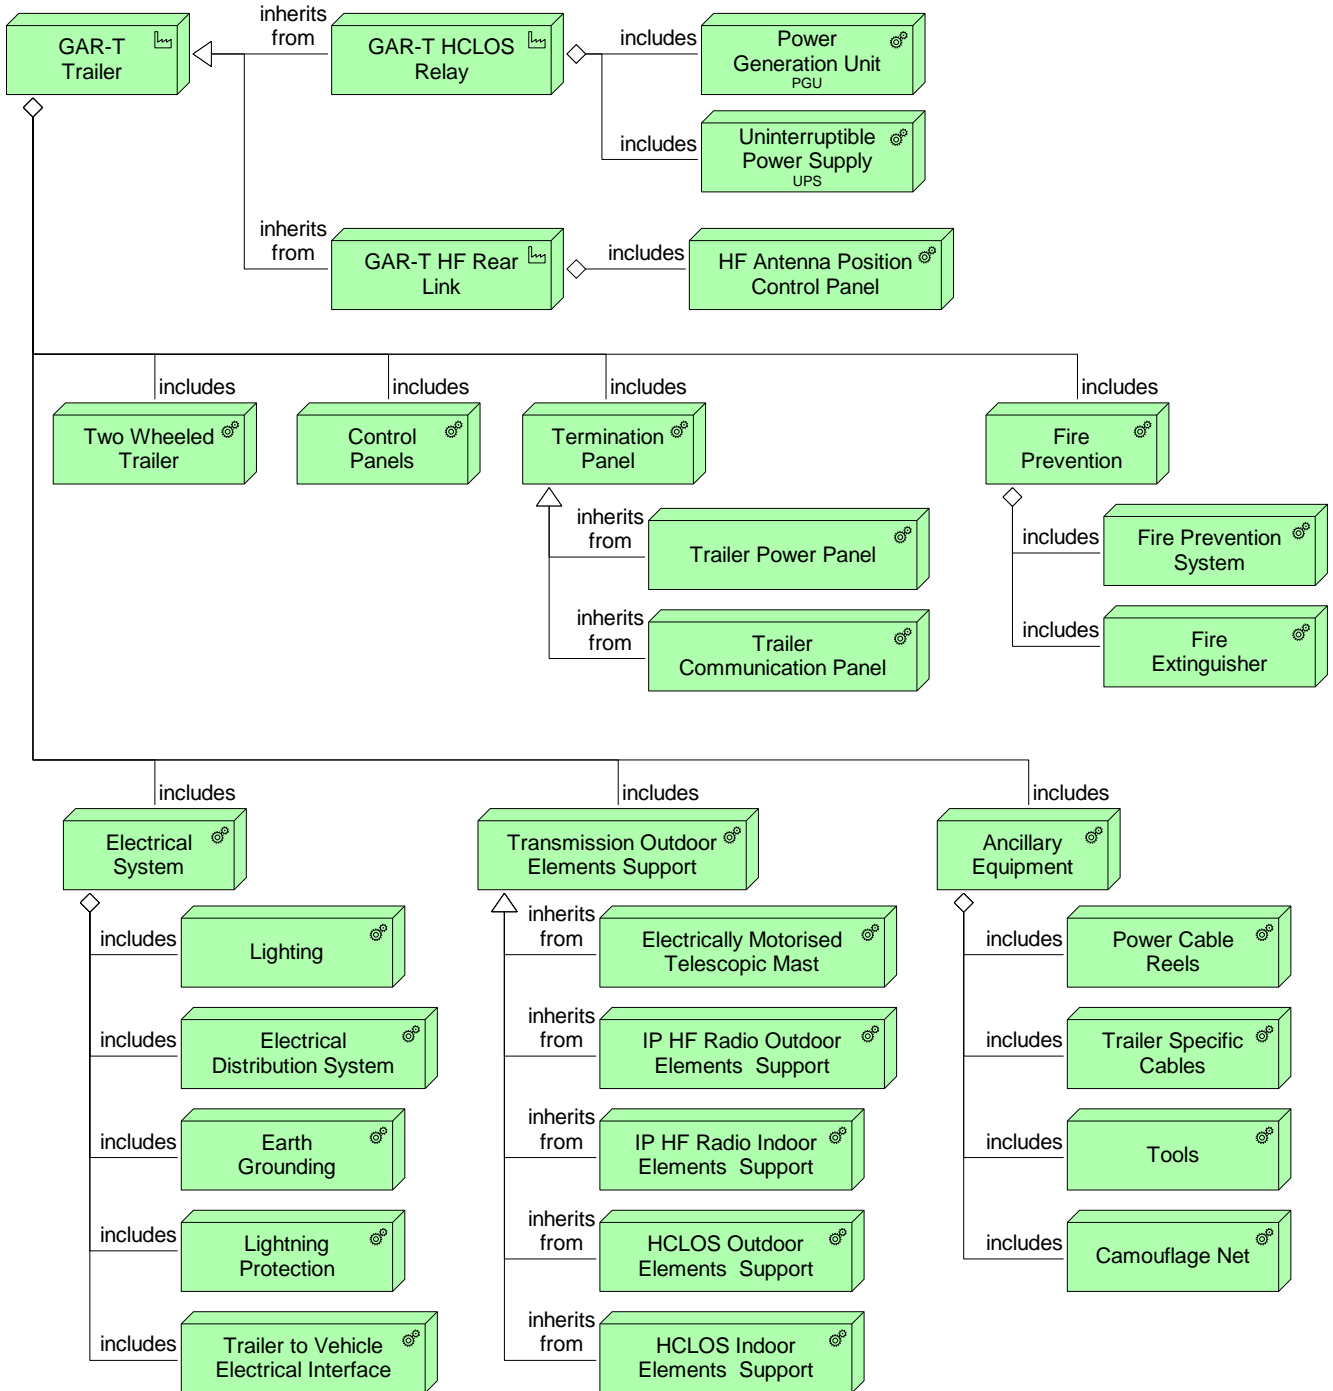 GAR-T
Trailer
inherits
from
GAR-T HCLOS
Relay
includes
Power
Generation Unit
PGU
includes
Uninterruptible
Power Supply
UPS
inherits
from
GAR-T HF Rear
Link
includes
HF Antenna Position
Control Panel
includes
includes
includes
includes
Two Wheeled
Trailer
Control
Panels
Termination
Panel
Fire
Prevention
inherits
from
Trailer Power Panel
includes
Fire Prevention
System
inherits
from
Trailer
Communication Panel
includes
Fire
Extinguisher
includes
includes
includes
Electrical
System
Transmission Outdoor
Elements Support
Ancillary
Equipment
includes
Lighting
inherits
from
Electrically Motorised
Telescopic Mast
includes
Power Cable
Reels
includes
Electrical
Distribution System
inherits
from
IP HF Radio Outdoor
Elements  Support
includes
Trailer Specific
Cables
includes
Earth
Grounding
inherits
from
IP HF Radio Indoor
Elements  Support
includes
Tools
includes
Lightning
Protection
inherits
from
HCLOS Outdoor
Elements  Support
includes
Camouflage Net
includes
Trailer to Vehicle
Electrical Interface
inherits
from
HCLOS Indoor
Elements  Support